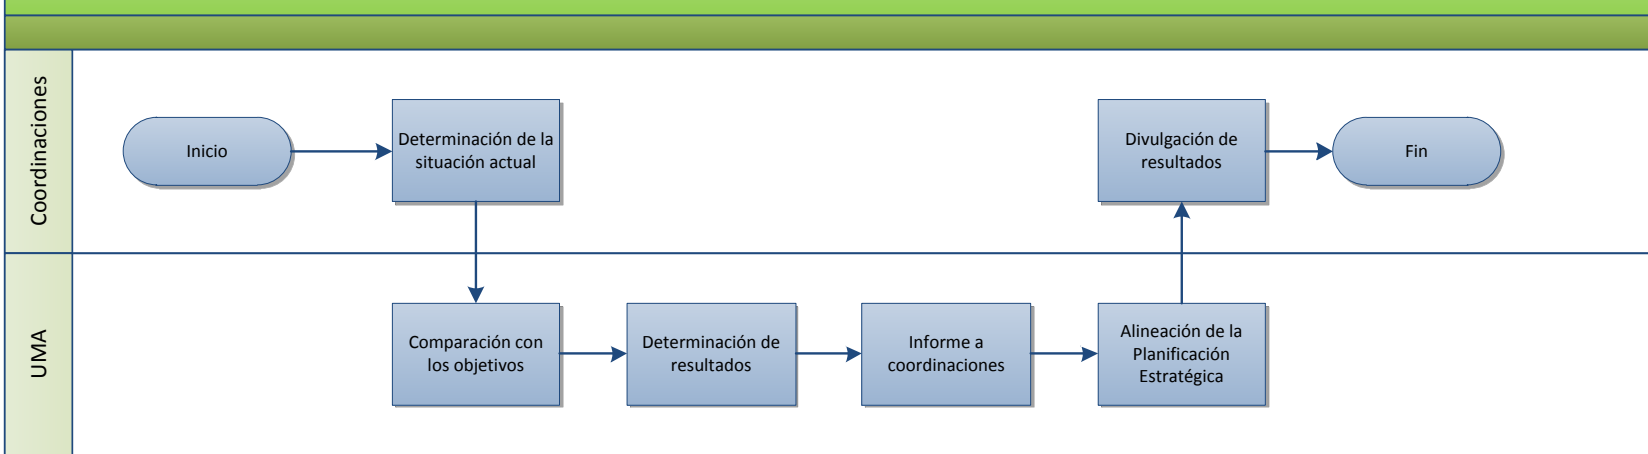 Coordinaciones
Inicio
Determinación de la
situación actual
Divulgación de
resultados
Fin
UMA
Comparación con
los objetivos
Determinación de
resultados
Informe a
coordinaciones
Alineación de la
Planificación
Estratégica